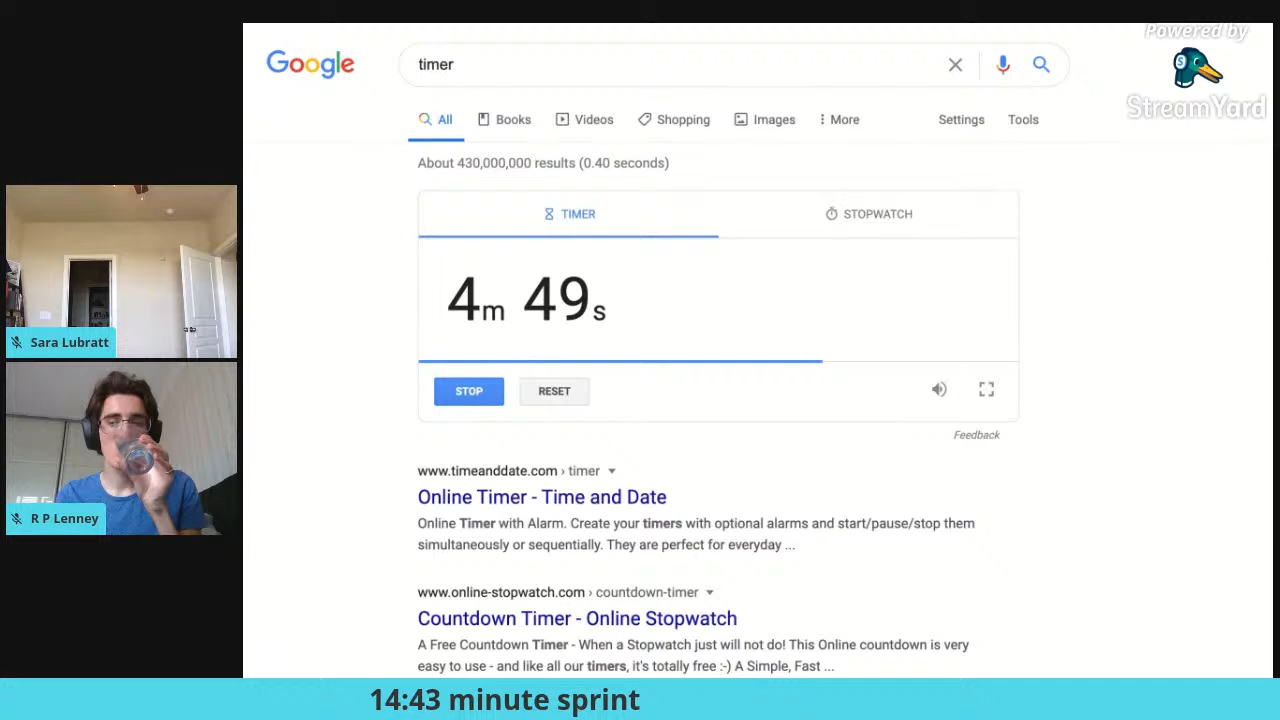 Powered by
StreamYard
Google
timer
All
Books
Videos
Shopping
Images
More
Settings
Tools
About 430,000,000 results (0.40 seconds)
TIMER
STOPWATCH
4m 49s
STOP
RESET
Feedback
www.timeanddate.com › timer
Online Timer - Time and Date
Online Timer with Alarm. Create your timers with optional alarms and start/pause/stop them
simultaneously or sequentially. They are perfect for everyday ...
www.online-stopwatch.com › countdown-timer
Countdown Timer - Online Stopwatch
A Free Countdown Timer - When a Stopwatch just will not do! This Online countdown is very
easy to use - and like all our timers, it's totally free :-) A Simple, Fast ...
Sara Lubratt
R P Lenney
14:43 minute sprint